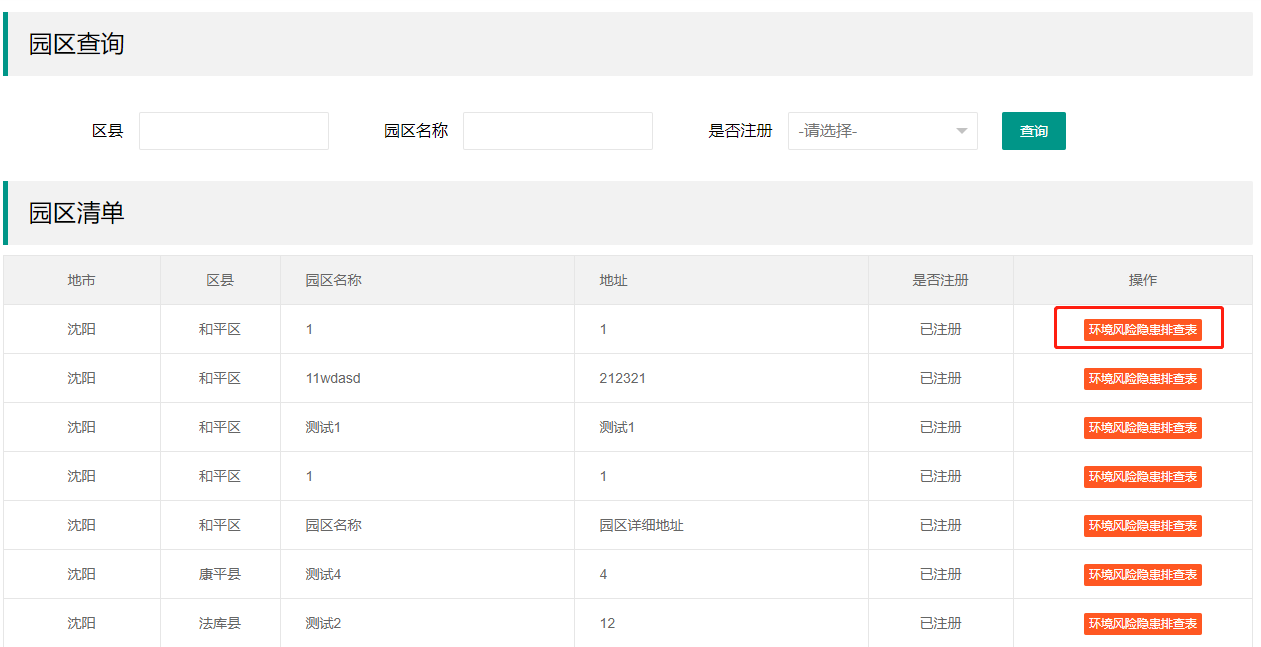 园区查询
区县 园区名称 是否注册 -请选择- 查询
园区清单
地市 区县 园区名称 地址 是否注册 操作
沈阳 和平区 1 1 已注册 环境风险隐患排查表
沈阳 和平区 11wdasd 212321 已注册 环境风险隐患排查表
沈阳 和平区 测试1 测试1 已注册 环境风险隐患排查表
沈阳 和平区 1 1 已注册 环境风险隐患排查表
沈阳 和平区 园区名称 园区详细地址 已注册 环境风险隐患排查表
沈阳 康平县 测试4 4 已注册 环境风险隐患排查表
沈阳 法库县 测试2 12 已注册 环境风险隐患排查表